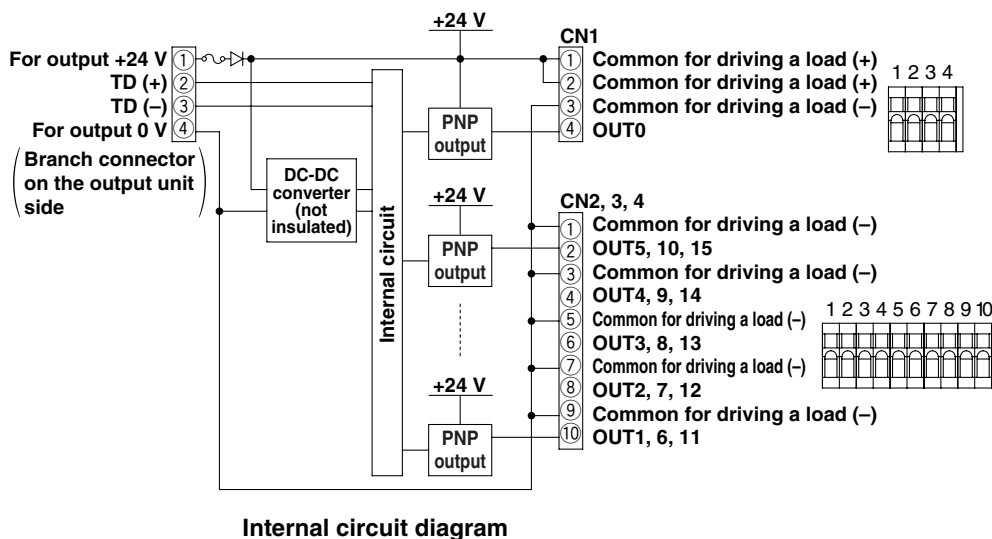 +24 V
CN1
For output +24 V ①
TD (+) ②
TD (–) ③
For output 0 V ④
(Branch connector
on the output unit
side)
① Common for driving a load (+)
② Common for driving a load (+)
③ Common for driving a load (–)
④ OUT0
1 2 3 4
PNP
output
DC-DC
converter
(not
insulated)
Internal circuit
+24 V
PNP
output
CN2, 3, 4
① Common for driving a load (–)
② OUT5, 10, 15
③ Common for driving a load (–)
④ OUT4, 9, 14
⑤ Common for driving a load (–)
⑥ OUT3, 8, 13
⑦ Common for driving a load (–)
⑧ OUT2, 7, 12
⑨ Common for driving a load (–)
⑩ OUT1, 6, 11
1 2 3 4 5 6 7 8 9 10
+24 V
PNP
output
Internal circuit diagram